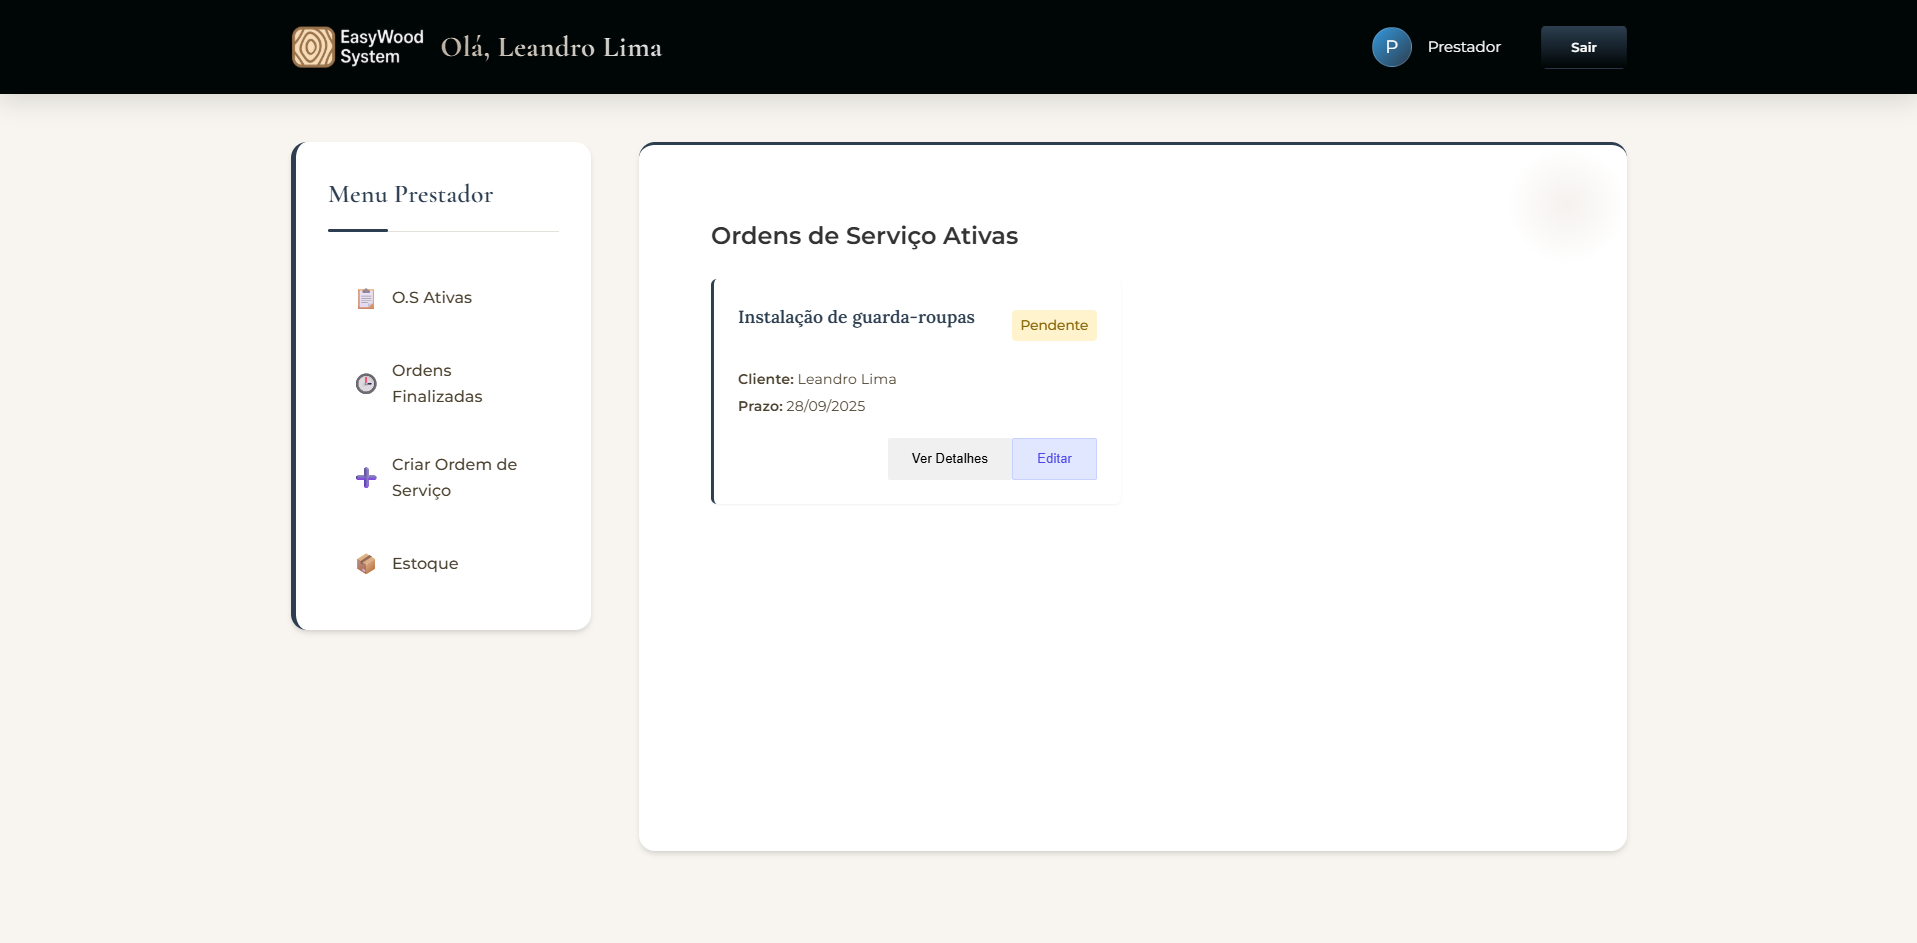 EasyWood
System
Olá, Leandro Lima
P
Prestador
Sair
Menu Prestador
O.S Ativas
Ordens
Finalizadas
Criar Ordem de
Serviço
Estoque
Ordens de Serviço Ativas
Instalação de guarda-roupas
Pendente
Cliente: Leandro Lima
Prazo: 28/09/2025
Ver Detalhes
Editar